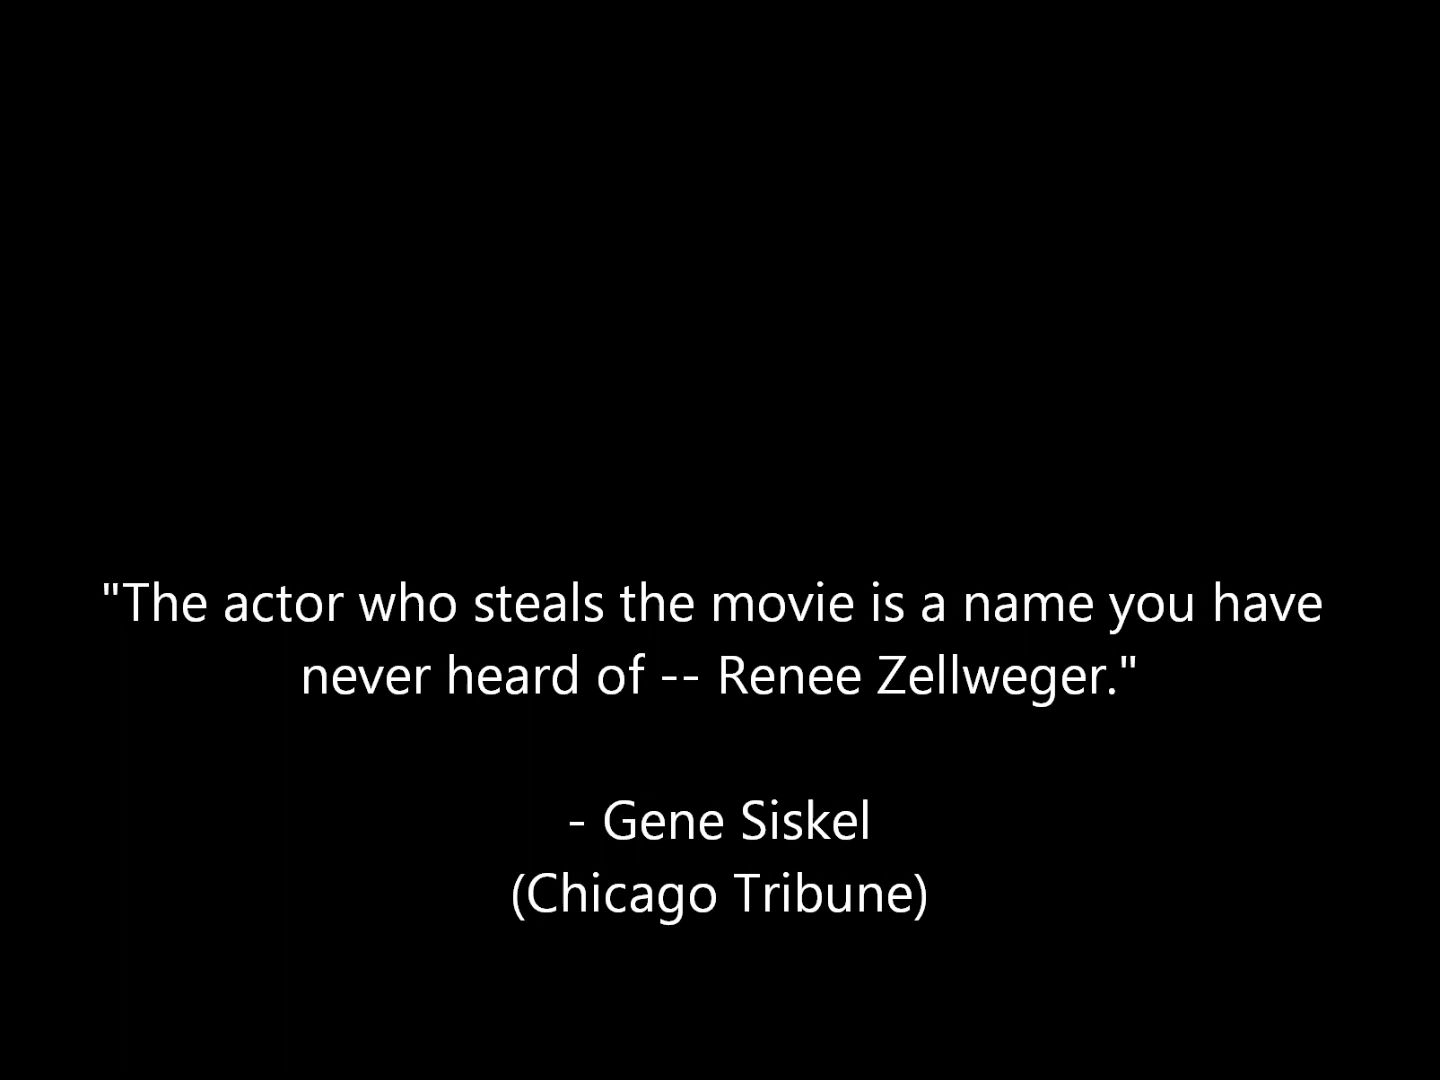 "The actor who steals the movie is a name you have
never heard of -- Renee Zellweger."
- Gene Siskel
(Chicago Tribune)